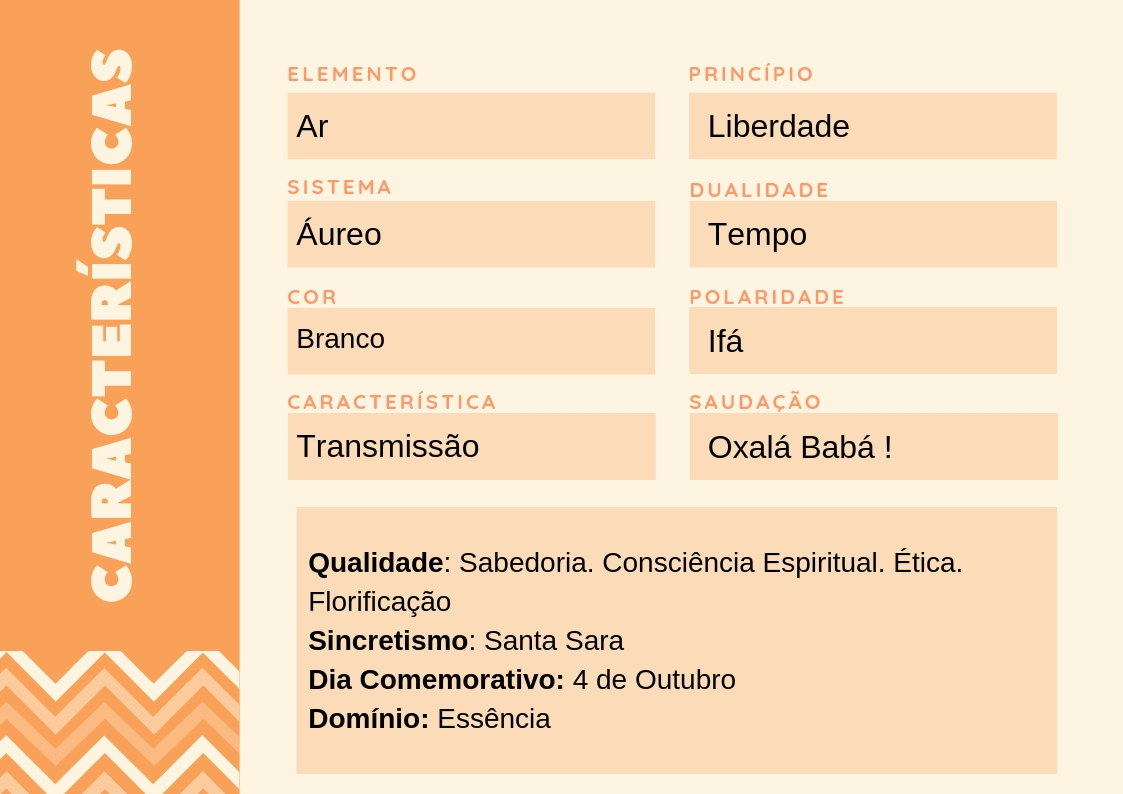 CARACTERÍSTICAS
ELEMENTO
Ar
PRINCÍPIO
Liberdade
SISTEMA
Áureo
DUALIDADE
Tempo
COR
Branco
POLARIDADE
Ifá
CARACTERÍSTICA
Transmissão
SAUDAÇÃO
Oxalá Babá !
Qualidade: Sabedoria. Consciência Espiritual. Ética.
Florificação
Sincretismo: Santa Sara
Dia Comemorativo: 4 de Outubro
Domínio: Essência